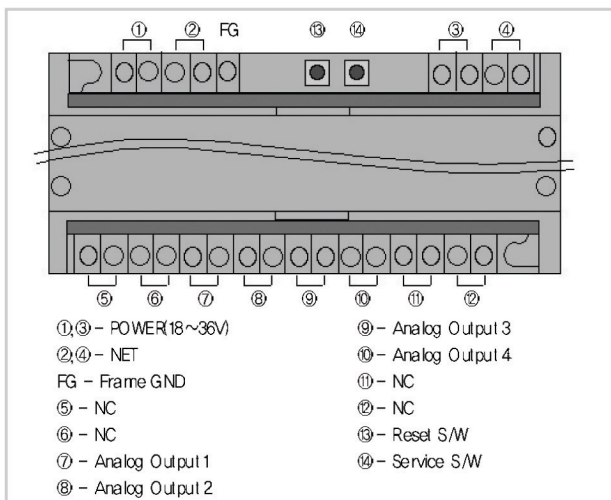 ① ② FG ⑬ ⑭ ③ ④
⑤ ⑥ ⑦ ⑧ ⑨ ⑩ ⑪ ⑫
①,③ - POWER(18~36V)
②,④ - NET
FG - Frame GND
⑤ - NC
⑥ - NC
⑦ - Analog Output 1
⑧ - Analog Output 2
⑨ - Analog Output 3
⑩ - Analog Output 4
⑪ - NC
⑫ - NC
⑬ - Reset S/W
⑭ - Service S/W